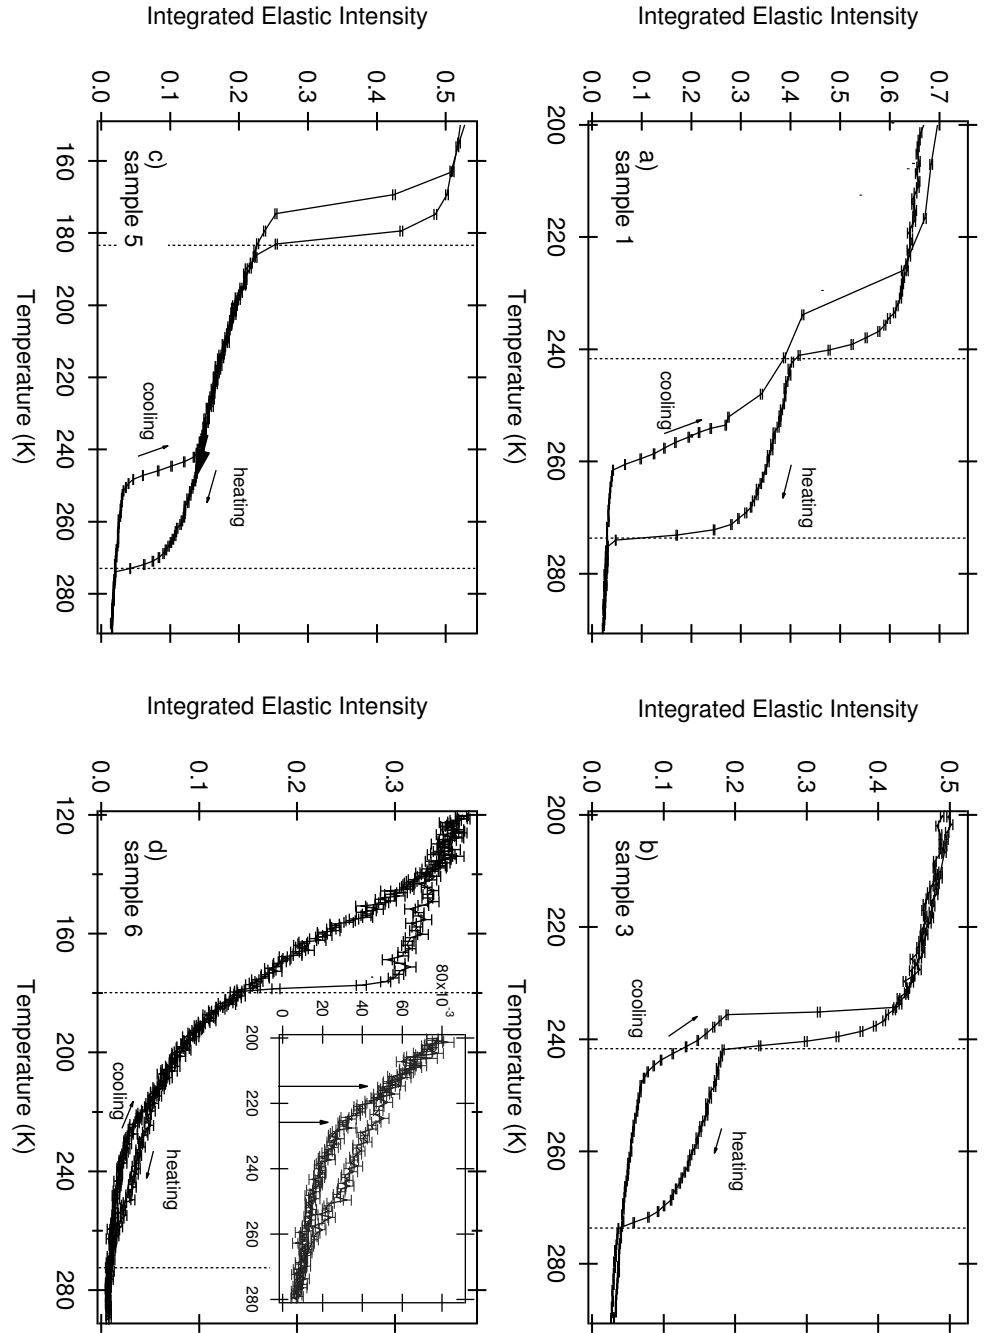 a)
sample 1
Integrated Elastic Intensity
0.7
0.6
0.5
0.4
0.3
0.2
0.1
0.0
200
220
240
260
280
Temperature (K)
cooling
heating
b)
sample 3
Integrated Elastic Intensity
0.5
0.4
0.3
0.2
0.1
0.0
200
220
240
260
280
Temperature (K)
cooling
heating
c)
sample 5
Integrated Elastic Intensity
0.5
0.4
0.3
0.2
0.1
0.0
160
180
200
220
240
260
280
Temperature (K)
cooling
heating
d)
sample 6
Integrated Elastic Intensity
0.3
0.2
0.1
0.0
120
160
200
240
280
Temperature (K)
cooling
heating
80x10-3
60
40
20
0
200
220
240
260
280